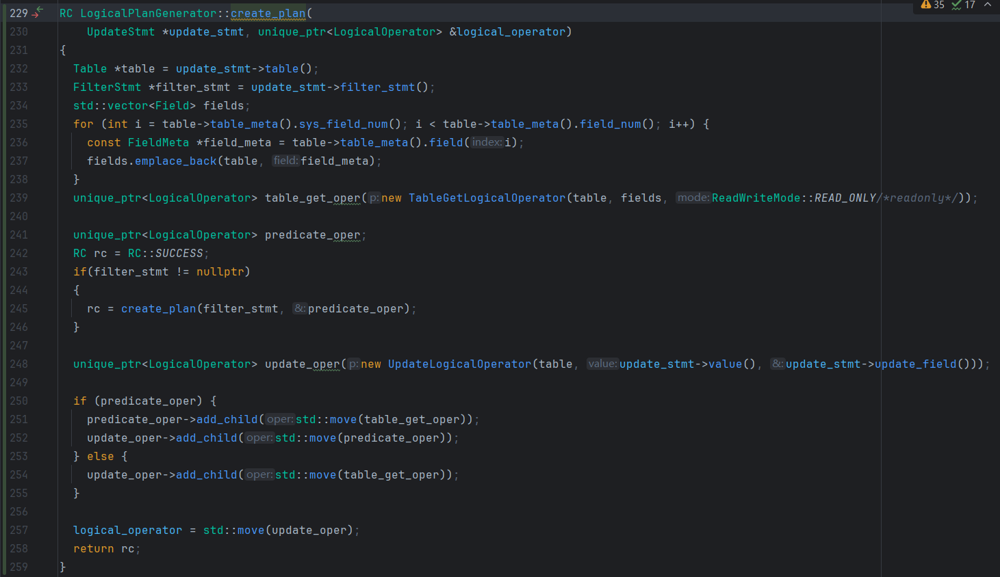 35 17
229 RC LogicalPlanGenerator::create_plan(
230 UpdateStmt *update_stmt, unique_ptr<LogicalOperator> &logical_operator)
231 {
232 Table *table = update_stmt->table();
233 FilterStmt *filter_stmt = update_stmt->filter_stmt();
234 std::vector<Field> fields;
235 for (int i = table->table_meta().sys_field_num(); i < table->table_meta().field_num(); i++) {
236 const FieldMeta *field_meta = table->table_meta().field(index: i);
237 fields.emplace_back(table, field: field_meta);
238 }
239 unique_ptr<LogicalOperator> table_get_oper(p: new TableGetLogicalOperator(table, fields, mode: ReadWriteMode::READ_ONLY/*readonly*/));
240
241 unique_ptr<LogicalOperator> predicate_oper;
242 RC rc = RC::SUCCESS;
243 if(filter_stmt != nullptr)
244 {
245 rc = create_plan(filter_stmt, &: predicate_oper);
246 }
247
248 unique_ptr<LogicalOperator> update_oper(p: new UpdateLogicalOperator(table, value: update_stmt->value(), &: update_stmt->update_field()));
249
250 if (predicate_oper) {
251 predicate_oper->add_child(oper: std::move(table_get_oper));
252 update_oper->add_child(oper: std::move(predicate_oper));
253 } else {
254 update_oper->add_child(oper: std::move(table_get_oper));
255 }
256
257 logical_operator = std::move(update_oper);
258 return rc;
259 }